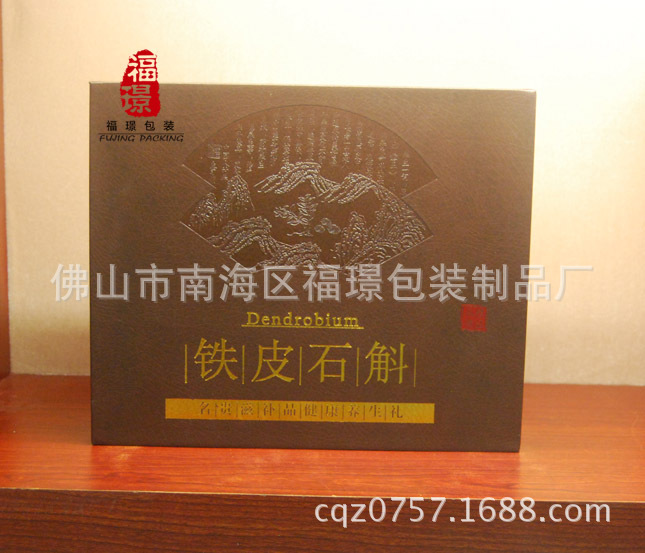 福
璟
福璟包装
FUJING PACKING
佛山市南海区福璟包装制品厂
Dendrobium
铁皮石斛
名贵滋补品健康养生礼
cqz0757.1688.com